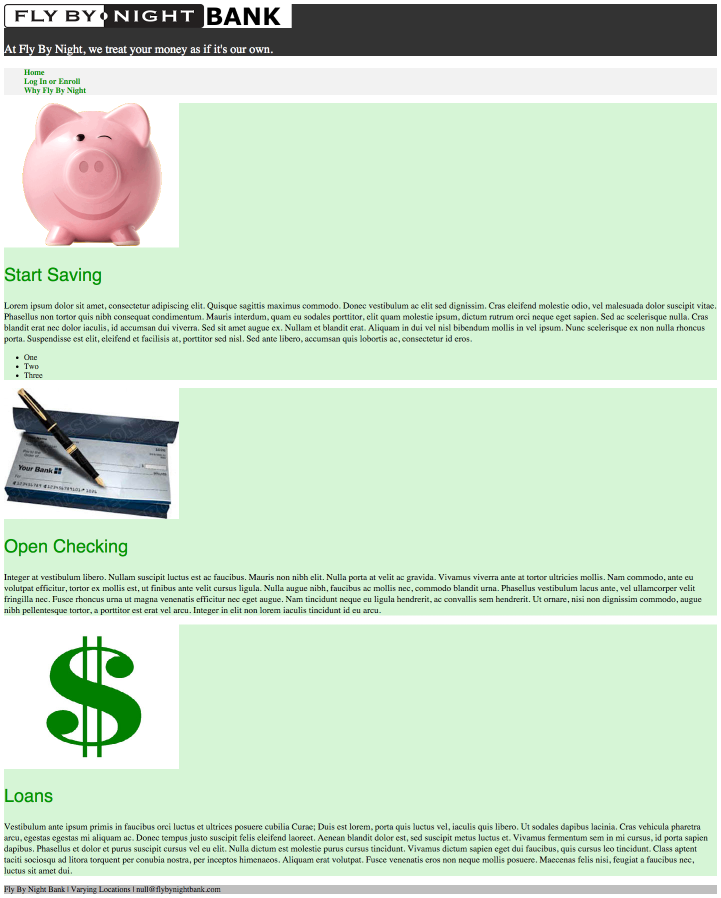 FLY BY NIGHT BANK
At Fly By Night, we treat your money as if it's our own.
Home
Log In or Enroll
Why Fly By Night
Start Saving
Lorem ipsum dolor sit amet, consectetur adipiscing elit. Quisque sagittis maximus commodo. Donec vestibulum ac elit sed dignissim. Cras eleifend molestie odio, vel malesuada dolor suscipit vitae.
Phasellus non tortor quis nibh consequat condimentum. Mauris interdum, quam eu sodales porttitor, elit quam molestie ipsum, dictum rutrum orci neque eget sapien. Sed ac scelerisque nulla. Cras
blandit erat nec dolor iaculis, id accumsan dui viverra. Sed sit amet augue ex. Nullam et blandit erat. Aliquam in dui vel nisl bibendum mollis in vel ipsum. Nunc scelerisque ex non nulla rhoncus
porta. Suspendisse est elit, eleifend et facilisis at, porttitor sed nisl. Sed ante libero, accumsan quis lobortis ac, consectetur id eros.
One
Two
Three
Your Bank
Open Checking
Integer at vestibulum libero. Nullam suscipit luctus est ac faucibus. Mauris non nibh elit. Nulla porta at velit ac gravida. Vivamus viverra ante at tortor ultricies mollis. Nam commodo, ante eu
volutpat efficitur, tortor ex mollis est, ut finibus ante velit cursus ligula. Nulla augue nibh, faucibus ac mollis nec, commodo blandit urna. Phasellus vestibulum lacus ante, vel ullamcorper velit
fringilla nec. Fusce rhoncus urna ut magna venenatis efficitur nec eget augue. Nam tincidunt neque eu ligula hendrerit, ac convallis sem hendrerit. Ut ornare, nisi non dignissim commodo, augue
nibh pellentesque tortor, a porttitor est erat vel arcu. Integer in elit non lorem iaculis tincidunt id eu arcu.
$
Loans
Vestibulum ante ipsum primis in faucibus orci luctus et ultrices posuere cubilia Curae; Duis est lorem, porta quis luctus vel, iaculis quis libero. Ut sodales dapibus lacinia. Cras vehicula pharetra
arcu, egestas egestas mi aliquam ac. Donec tempus justo suscipit felis eleifend laoreet. Aenean blandit dolor est, sed suscipit metus luctus et. Vivamus fermentum sem in mi cursus, id porta sapien
dapibus. Phasellus et dolor et purus suscipit cursus vel eu elit. Nulla dictum est molestie purus cursus tincidunt. Vivamus dictum sapien eget dui faucibus, quis cursus leo tincidunt. Class aptent
taciti sociosqu ad litora torquent per conubia nostra, per inceptos himenaeos. Aliquam erat volutpat. Fusce venenatis eros non neque mollis posuere. Maecenas felis nisi, feugiat a faucibus nec,
luctus sit amet dui.
Fly By Night Bank | Varying Locations | null@flybynightbank.com